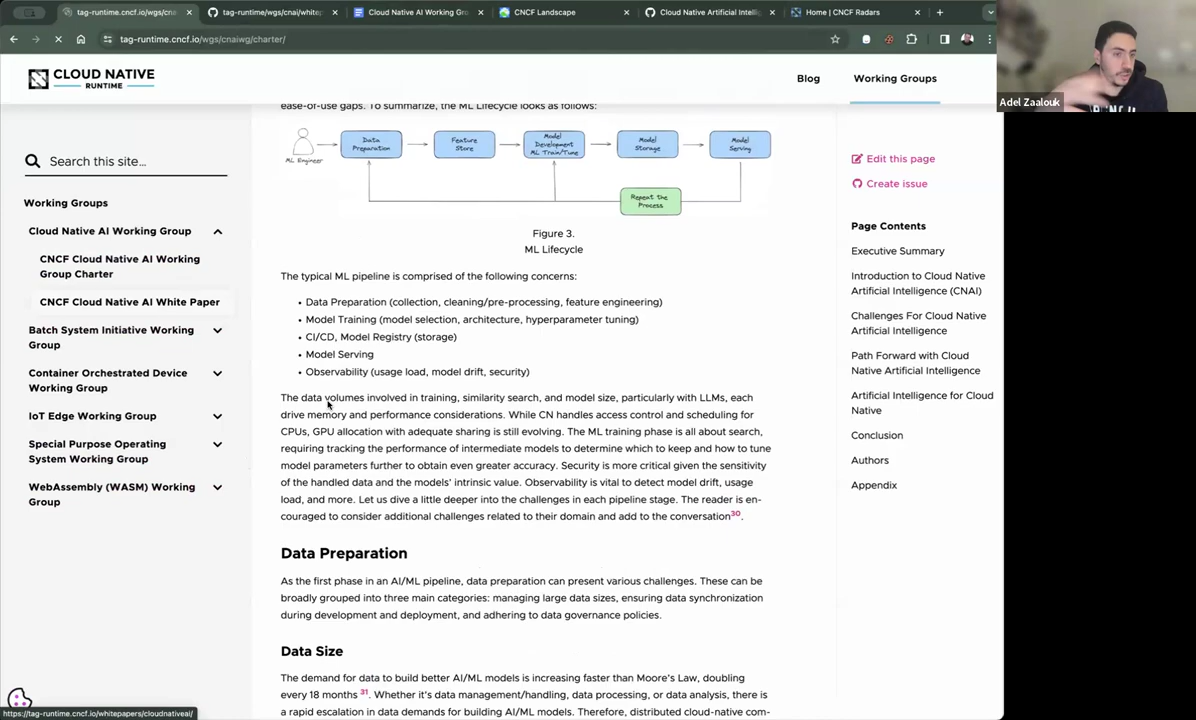 tag-runtime.cncf.io/wgs/cn
tag-runtime/wgs/cnai/white
Cloud Native AI Working Gro
CNCF Landscape
Cloud Native Artificial Intelli
Home | CNCF Radars
tag-runtime.cncf.io/wgs/cnaiwg/charter/
Adel Zaalouk
CLOUD NATIVE
RUNTIME
Blog
Working Groups
Search this site…
Working Groups
Cloud Native AI Working Group
CNCF Cloud Native AI Working
Group Charter
CNCF Cloud Native AI White Paper
Batch System Initiative Working
Group
Container Orchestrated Device
Working Group
IoT Edge Working Group
Special Purpose Operating
System Working Group
WebAssembly (WASM) Working
Group
ease-of-use gaps. To summarize, the ML Lifecycle looks as follows:
ML Engineer
Data
Preparation
Feature
Store
Model
Development
ML Train/Tune
Model
Storage
Model
Serving
Repeat the
Process
Figure 3.
ML Lifecycle
The typical ML pipeline is comprised of the following concerns:
• Data Preparation (collection, cleaning/pre-processing, feature engineering)
• Model Training (model selection, architecture, hyperparameter tuning)
• CI/CD, Model Registry (storage)
• Model Serving
• Observability (usage load, model drift, security)
The data volumes involved in training, similarity search, and model size, particularly with LLMs, each
drive memory and performance considerations. While CN handles access control and scheduling for
CPUs, GPU allocation with adequate sharing is still evolving. The ML training phase is all about search,
requiring tracking the performance of intermediate models to determine which to keep and how to tune
model parameters further to obtain even greater accuracy. Security is more critical given the sensitivity
of the handled data and the models' intrinsic value. Observability is vital to detect model drift, usage
load, and more. Let us dive a little deeper into the challenges in each pipeline stage. The reader is en-
couraged to consider additional challenges related to their domain and add to the conversation30.
Data Preparation
As the first phase in an AI/ML pipeline, data preparation can present various challenges. These can be
broadly grouped into three main categories: managing large data sizes, ensuring data synchronization
during development and deployment, and adhering to data governance policies.
Data Size
The demand for data to build better AI/ML models is increasing faster than Moore's Law, doubling
every 18 months 31. Whether it's data management/handling, data processing, or data analysis, there is
a rapid escalation in data demands for building AI/ML models. Therefore, distributed cloud-native com-
Edit this page
Create issue
Page Contents
Executive Summary
Introduction to Cloud Native
Artificial Intelligence (CNAI)
Challenges For Cloud Native
Artificial Intelligence
Path Forward with Cloud
Native Artificial Intelligence
Artificial Intelligence for Cloud
Native
Conclusion
Authors
Appendix
https://tag-runtime.cncf.io/whitepapers/cloudnativeai/